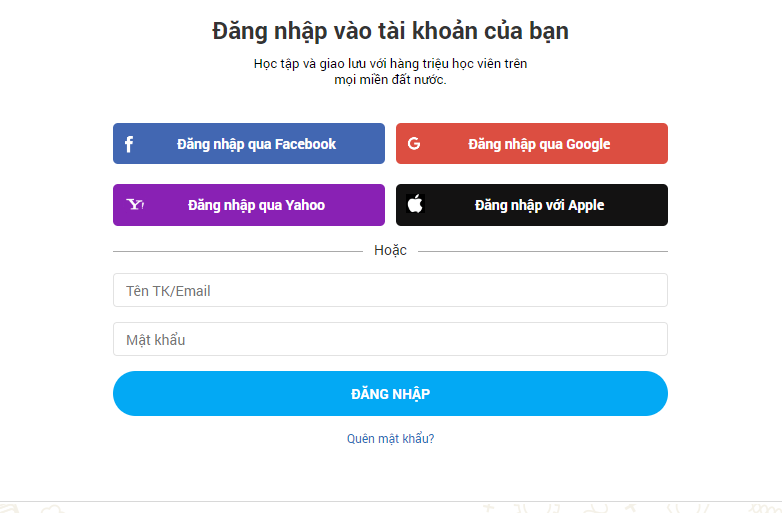 Đăng nhập vào tài khoản của bạn
Học tập và giao lưu với hàng triệu học viên trên
mọi miền đất nước.
Đăng nhập qua Facebook
Đăng nhập qua Google
Đăng nhập qua Yahoo
Đăng nhập với Apple
Hoặc
Tên TK/Email
Mật khẩu
ĐĂNG NHẬP
Quên mật khẩu?